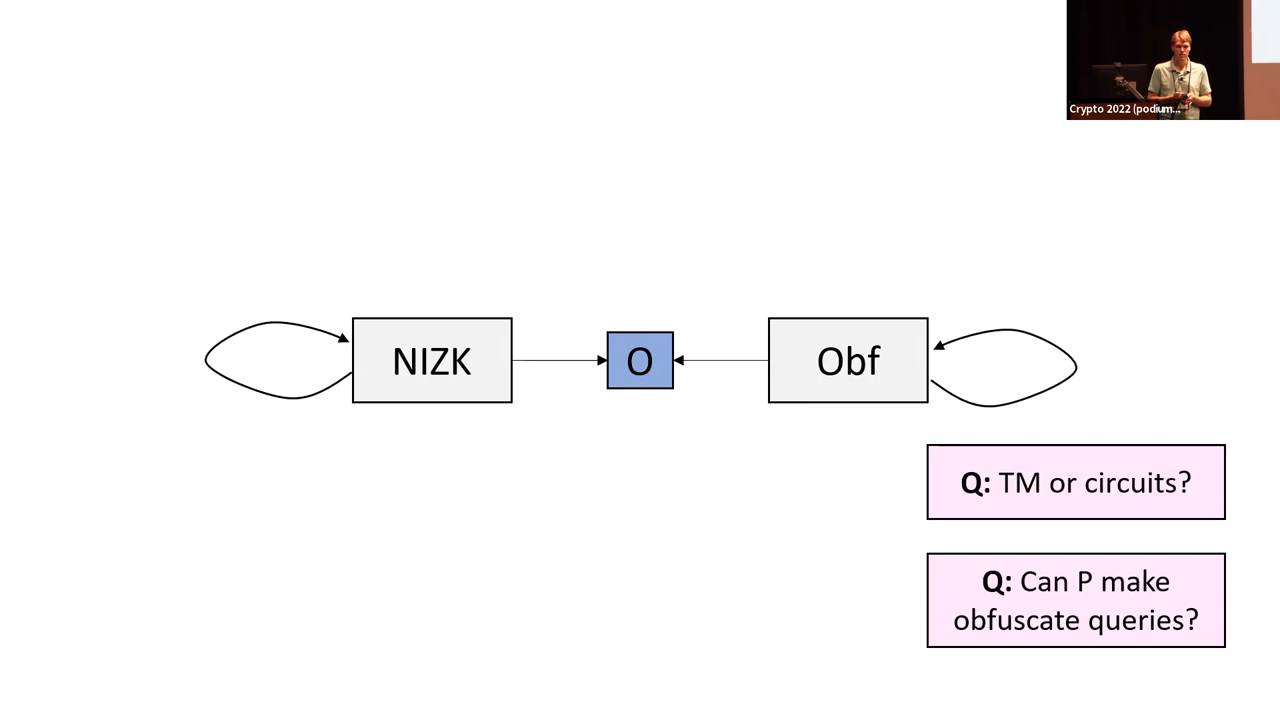 Crypto 2022 (podium...
NIZK
O
Obf
Q: TM or circuits?
Q: Can P make
obfuscate queries?